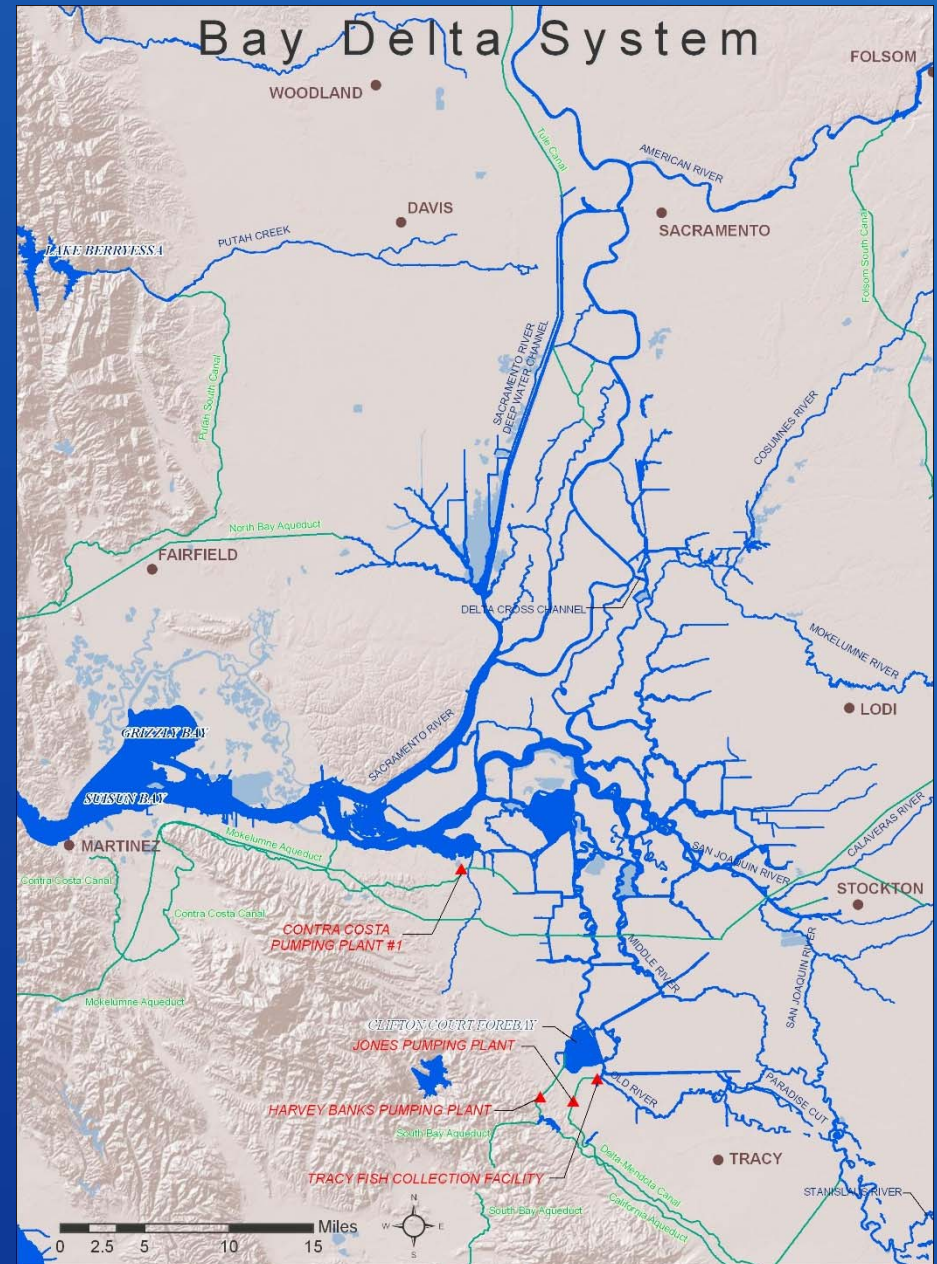 Bay Delta System
FOLSOM
WOODLAND
Tule Canal
AMERICAN RIVER
DAVIS
SACRAMENTO
PUTAH CREEK
LAKE BERRYESSA
Folsom South Canal
SACRAMENTO RIVER
DEEP WATER CHANNEL
Putah South Canal
COSUMNES RIVER
North Bay Aqueduct
FAIRFIELD
DELTA CROSS CHANNEL
MOKELUMNE RIVER
LODI
GRIZZLY BAY
SACRAMENTO RIVER
SUISUN BAY
MARTINEZ
Mokelumne Aqueduct
CALAVERAS RIVER
SAN JOAQUIN RIVER
Contra Costa Canal
STOCKTON
Contra Costa Canal
CONTRA COSTA
PUMPING PLANT #1
MIDDLE RIVER
SAN JOAQUIN RIVER
Mokelumne Aqueduct
CLIFTON COURT FOREBAY
JONES PUMPING PLANT
OLD RIVER
PARADISE CUT
HARVEY BANKS PUMPING PLANT
South Bay Aqueduct
TRACY
TRACY FISH COLLECTION FACILITY
Delta-Mendota Canal
STANISLAUS RIVER
California Aqueduct
South Bay Aqueduct
N
W
E
S
Miles
0 2.5 5 10 15